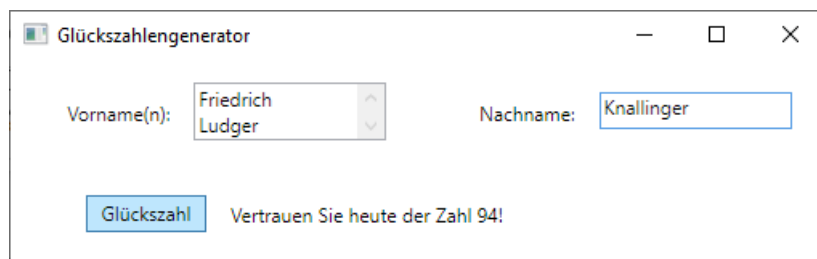 Glückszahlengenerator
Vorname(n):
Friedrich
Ludger
Nachname:
Knallinger
Glückszahl
Vertrauen Sie heute der Zahl 94!